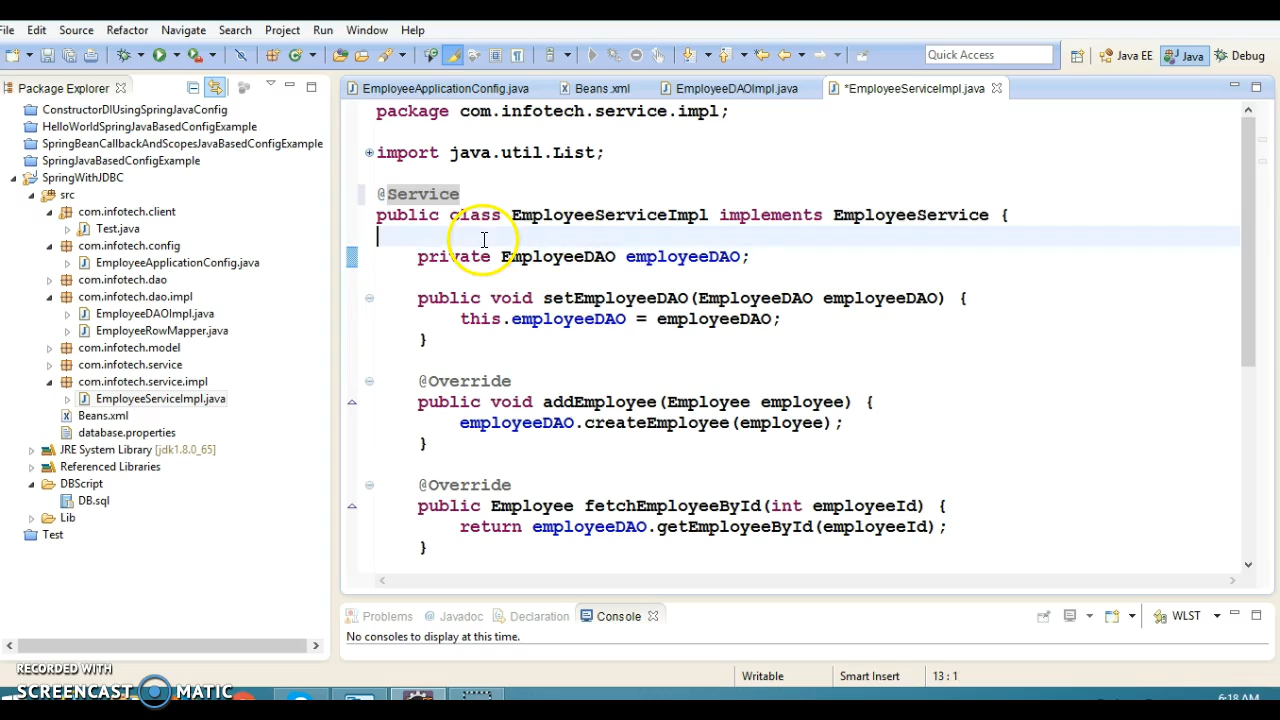 File Edit Source Refactor Navigate Search Project Run Window Help
Quick Access
Java EE
Java
Debug
Package Explorer
EmployeeApplicationConfig.java
Beans.xml
EmployeeDAOImpl.java
*EmployeeServiceImpl.java
ConstructorDIUsingSpringJavaConfig
HelloWorldSpringJavaBasedConfigExample
SpringBeanCallbackAndScopesJavaBasedConfigExample
SpringJavaBasedConfigExample
SpringWithJDBC
src
com.infotech.client
Test.java
com.infotech.config
EmployeeApplicationConfig.java
com.infotech.dao
com.infotech.dao.impl
EmployeeDAOImpl.java
EmployeeRowMapper.java
com.infotech.model
com.infotech.service
com.infotech.service.impl
EmployeeServiceImpl.java
Beans.xml
database.properties
JRE System Library [jdk1.8.0_65]
Referenced Libraries
DBScript
DB.sql
Lib
Test
package com.infotech.service.impl;
import java.util.List;
@Service
public class EmployeeServiceImpl implements EmployeeService {
private EmployeeDAO employeeDAO;
public void setEmployeeDAO(EmployeeDAO employeeDAO) {
this.employeeDAO = employeeDAO;
}
@Override
public void addEmployee(Employee employee) {
employeeDAO.createEmployee(employee);
}
@Override
public Employee fetchEmployeeById(int employeeId) {
return employeeDAO.getEmployeeById(employeeId);
}
Problems @ Javadoc Declaration Console
WLST
No consoles to display at this time.
Writable Smart Insert 13 : 1
RECORDED WITH
SCREENCAST MATIC
6:18 AM